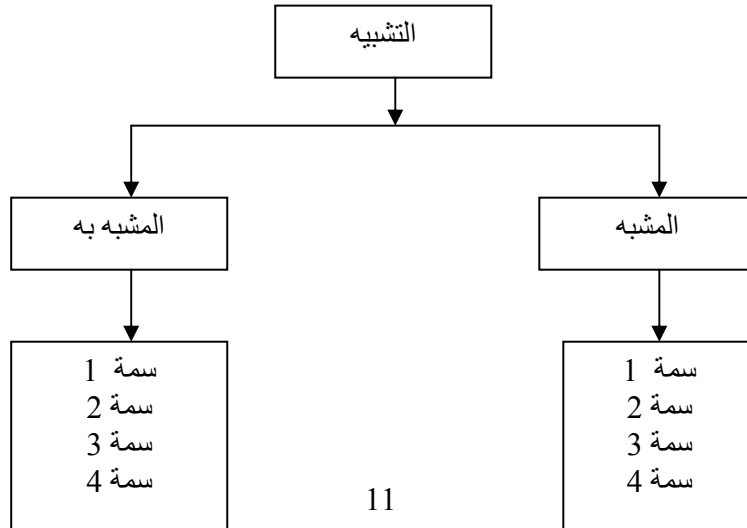 التشبيه
المشبه
المشبه به
سمة 1
سمة 2
سمة 3
سمة 4
سمة 1
سمة 2
سمة 3
سمة 4
11